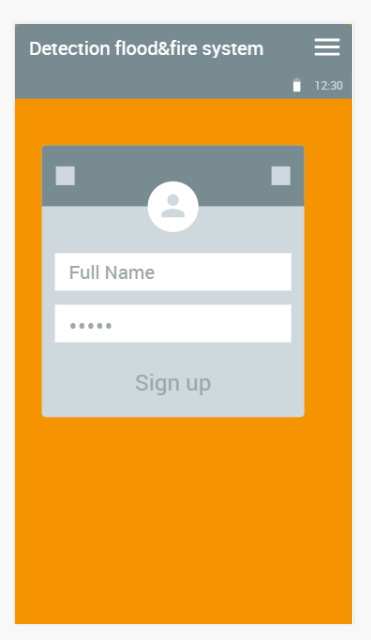 Detection flood&fire system
12:30
Full Name
•••••
Sign up